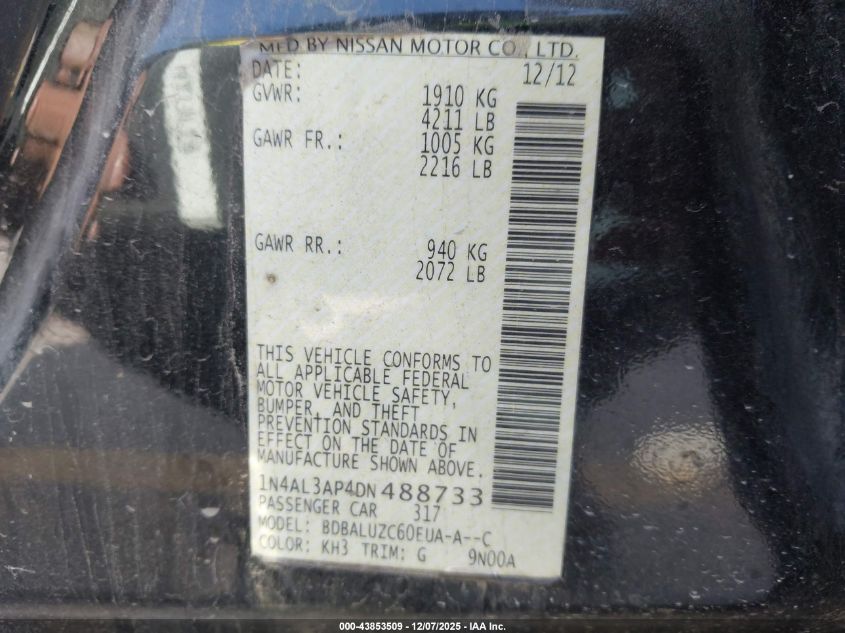 MFD BY NISSAN MOTOR CO., LTD.
DATE: 12/12
GVWR: 1910 KG
4211 LB
GAWR FR.: 1005 KG
2216 LB
GAWR RR.: 940 KG
2072 LB
THIS VEHICLE CONFORMS TO
ALL APPLICABLE FEDERAL
MOTOR VEHICLE SAFETY,
BUMPER, AND THEFT
PREVENTION STANDARDS IN
EFFECT ON THE DATE OF
MANUFACTURE SHOWN ABOVE.
1N4AL3AP4DN488733
PASSENGER CAR 317
MODEL: BDBALUZC60EUA-A--C
COLOR: KH3 TRIM: G 9N00A
000-43853509 - 12/07/2025 - IAA Inc.